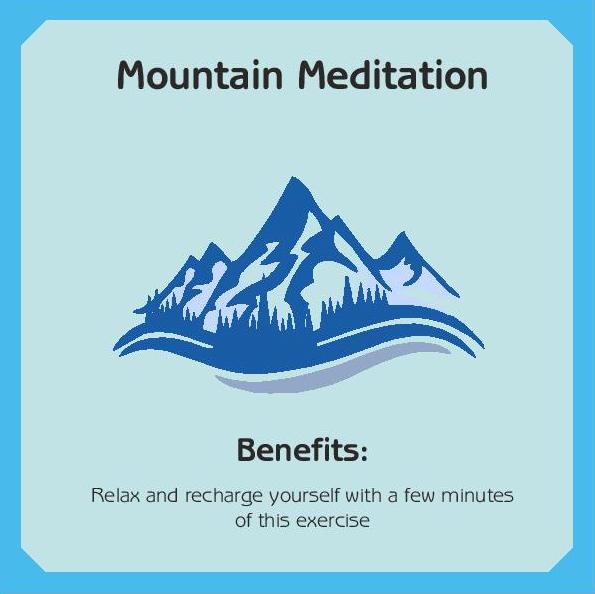 Mountain Meditation
Benefits:
Relax and recharge yourself with a few minutes
of this exercise